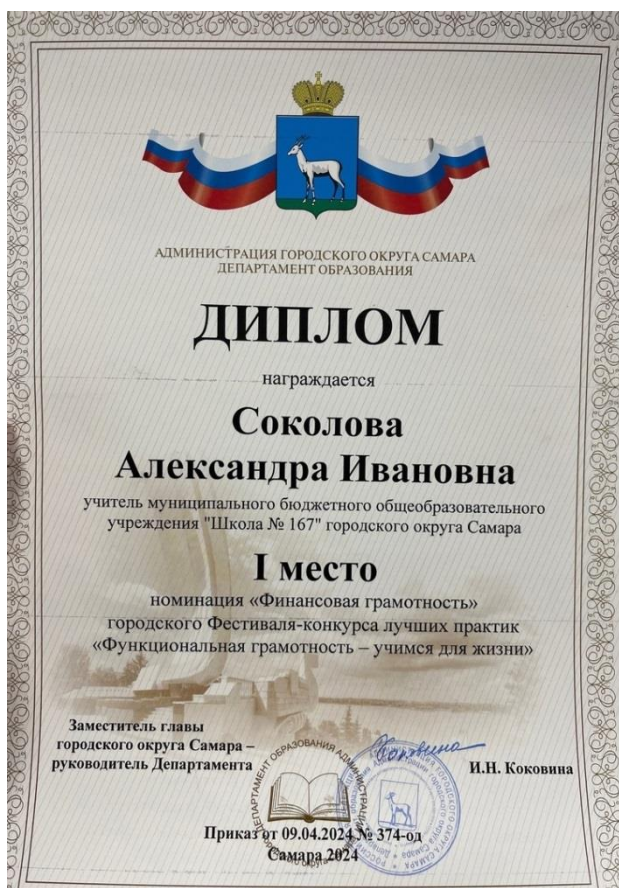 АДМИНИСТРАЦИЯ ГОРОДСКОГО ОКРУГА САМАРА
ДЕПАРТАМЕНТ ОБРАЗОВАНИЯ
ДИПЛОМ
награждается
Соколова
Александра Ивановна
учитель муниципального бюджетного общеобразовательного
учреждения "Школа № 167" городского округа Самара
I место
номинация «Финансовая грамотность»
городского Фестиваля-конкурса лучших практик
«Функциональная грамотность – учимся для жизни»
Заместитель главы
городского округа Самара –
руководитель Департамента
И.Н. Коковина
Приказ от 09.04.2024 № 374-од
Самара 2024